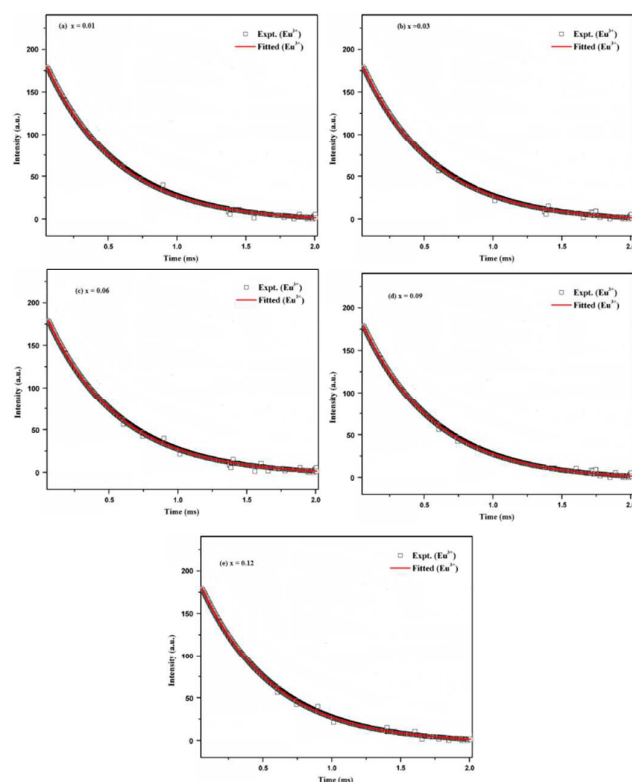 (a) x = 0.01
Expt. (Eu³⁺)
Fitted (Eu³⁺)
Intensity (a.u.)
200
150
100
50
0
0.5
1.0
1.5
2.0
Time (ms)
(b) x =0.03
Expt. (Eu³⁺)
Fitted (Eu³⁺)
Intensity (a.u.)
200
150
100
50
0
0.5
1.0
1.5
2.0
Time (ms)
(c) x = 0.06
Expt. (Eu³⁺)
Fitted (Eu³⁺)
Intensity (a.u.)
200
150
100
50
0
0.5
1.0
1.5
2.0
Time (ms)
(d) x = 0.09
Expt. (Eu³⁺)
Fitted (Eu³⁺)
Intensity (a.u.)
200
150
100
50
0
0.5
1.0
1.5
2.0
Time (ms)
(e) x = 0.12
Expt. (Eu³⁺)
Fitted (Eu³⁺)
Intensity (a.u.)
200
150
100
50
0
0.5
1.0
1.5
2.0
Time (ms)